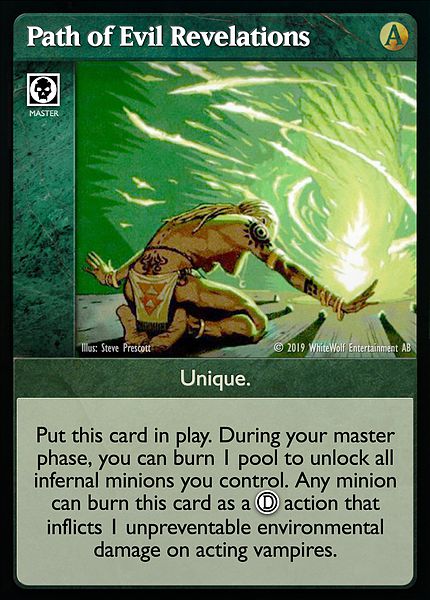 Path of Evil Revelations
A
MASTER
Illus: Steve Prescott
© 2019 WhiteWolf Entertainment AB
Unique.
Put this card in play. During your master
phase, you can burn 1 pool to unlock all
infernal minions you control. Any minion
can burn this card as a D action that
inflicts 1 unpreventable environmental
damage on acting vampires.